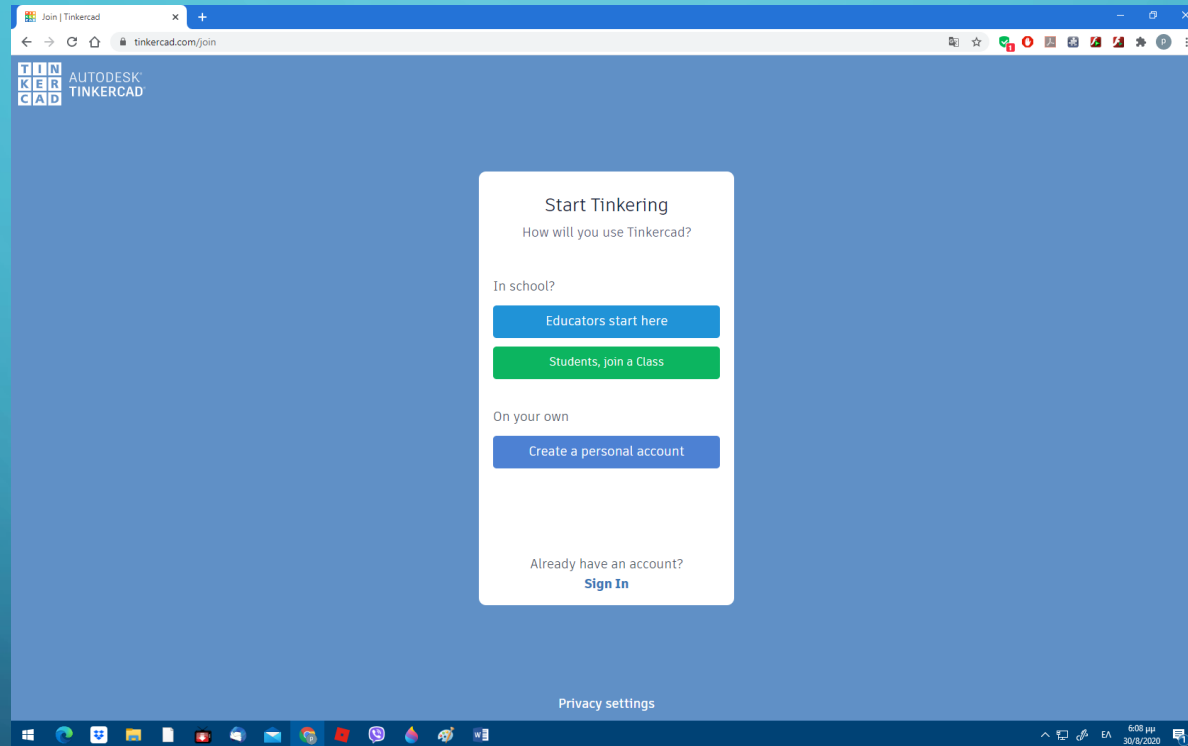 Join | Tinkercad
tinkercad.com/join
TIN
KER
CAD
AUTODESK®
TINKERCAD®
Start Tinkering
How will you use Tinkercad?
In school?
Educators start here
Students, join a Class
On your own
Create a personal account
Already have an account?
Sign In
Privacy settings
ΕΛ
6:08 μμ
30/8/2020